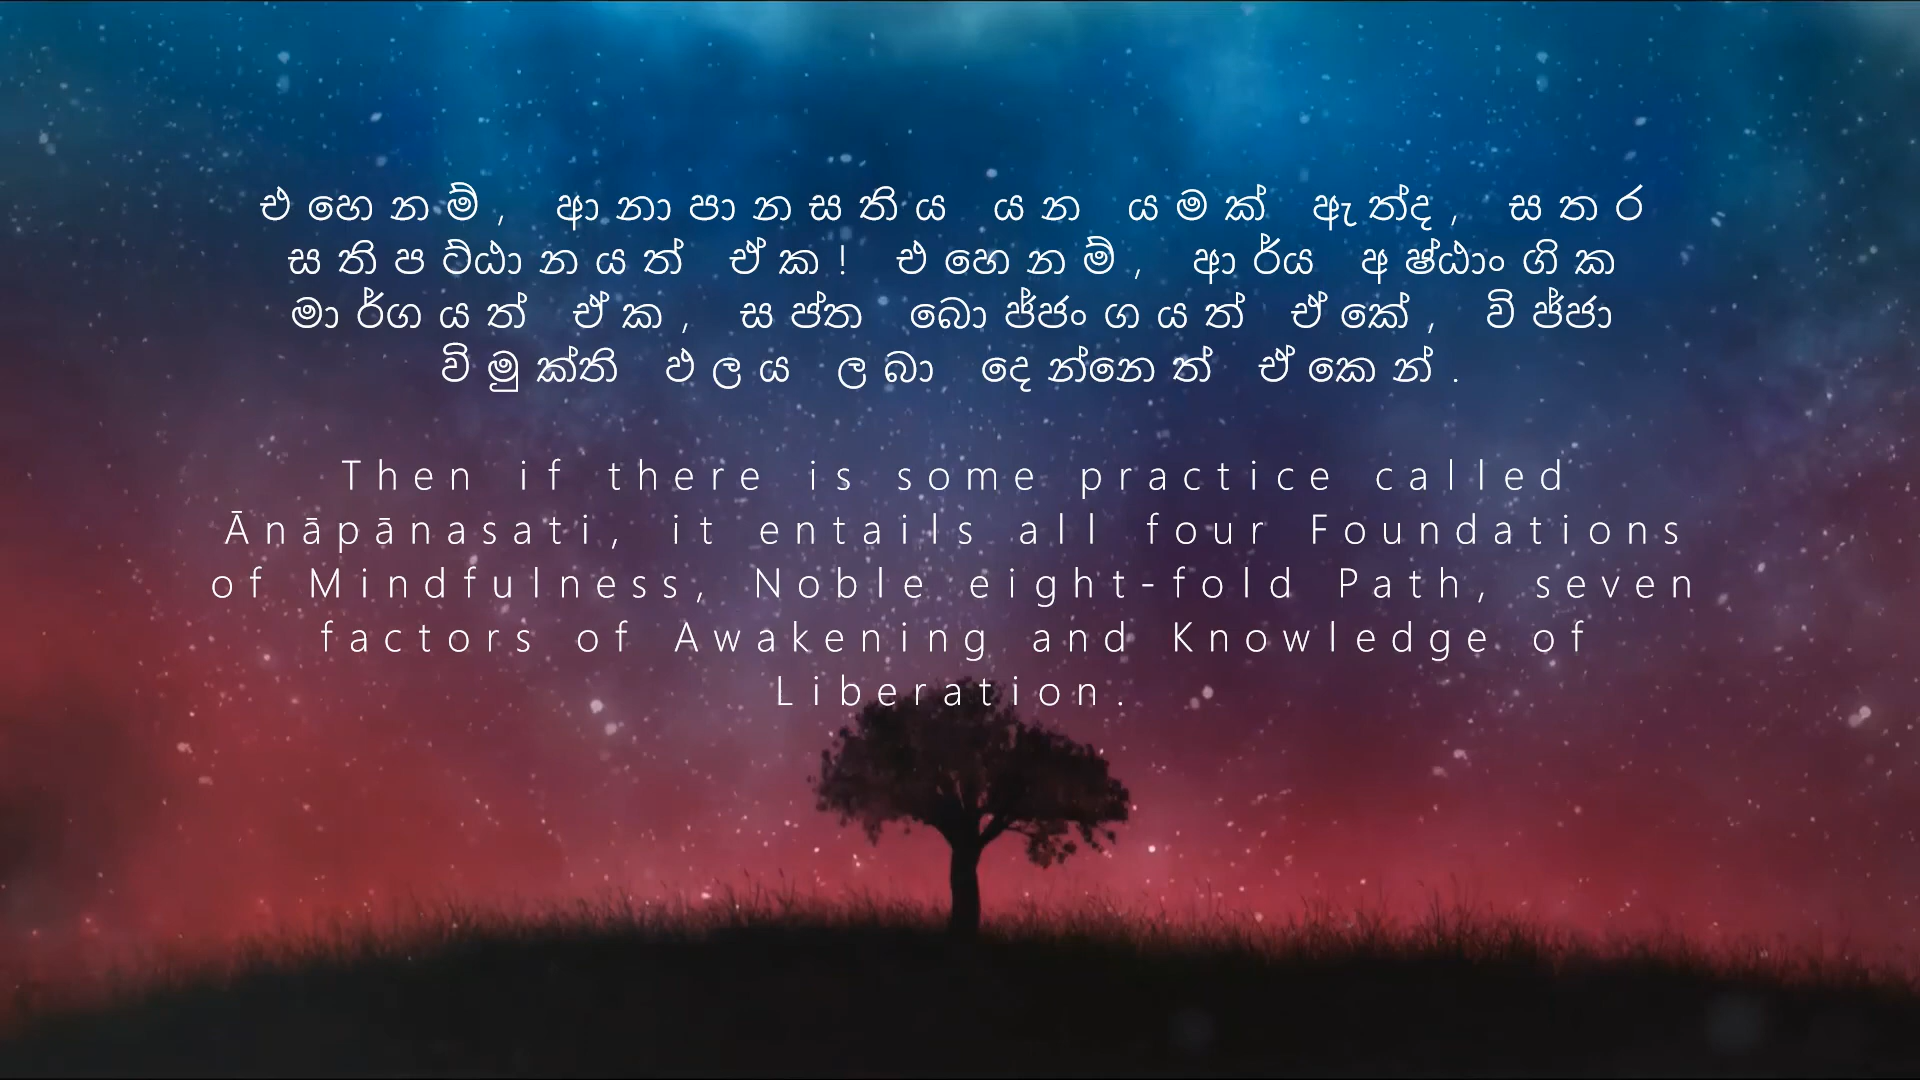 එහෙනම්, ආනාපානසතිය යන යමක් ඇත්ද, සතර
සතිපට්ඨානයත් ඒක! එහෙනම්, ආර්ය අෂ්ඨාංගික
මාර්ගයත් ඒක, සප්ත බොජ්ජංගයත් ඒකේ, විජ්ජා
විමුක්ති ඵලය ලබා දෙන්නෙත් ඒකෙන්.
Then if there is some practice called
Ānāpānasati, it entails all four Foundations
of Mindfulness, Noble eight-fold Path, seven
factors of Awakening and Knowledge of
Liberation.